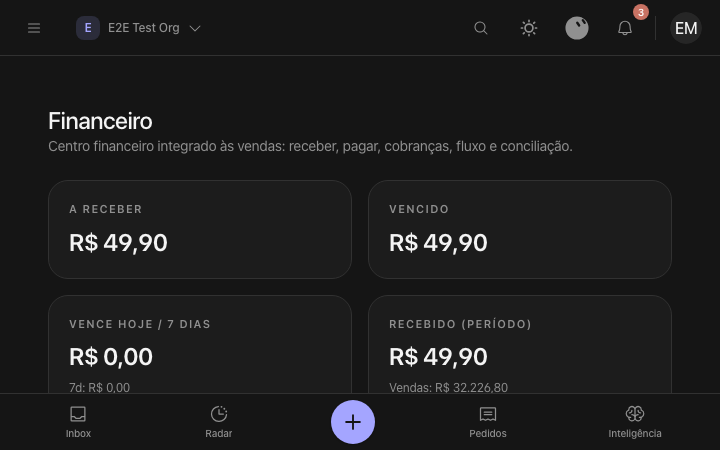 E E2E Test Org
3
EM
Financeiro
Centro financeiro integrado às vendas: receber, pagar, cobranças, fluxo e conciliação.
A RECEBER
R$ 49,90
VENCIDO
R$ 49,90
VENCE HOJE / 7 DIAS
R$ 0,00
7d: R$ 0,00
RECEBIDO (PERÍODO)
R$ 49,90
Vendas: R$ 32.226,80
Inbox
Radar
Pedidos
Inteligência